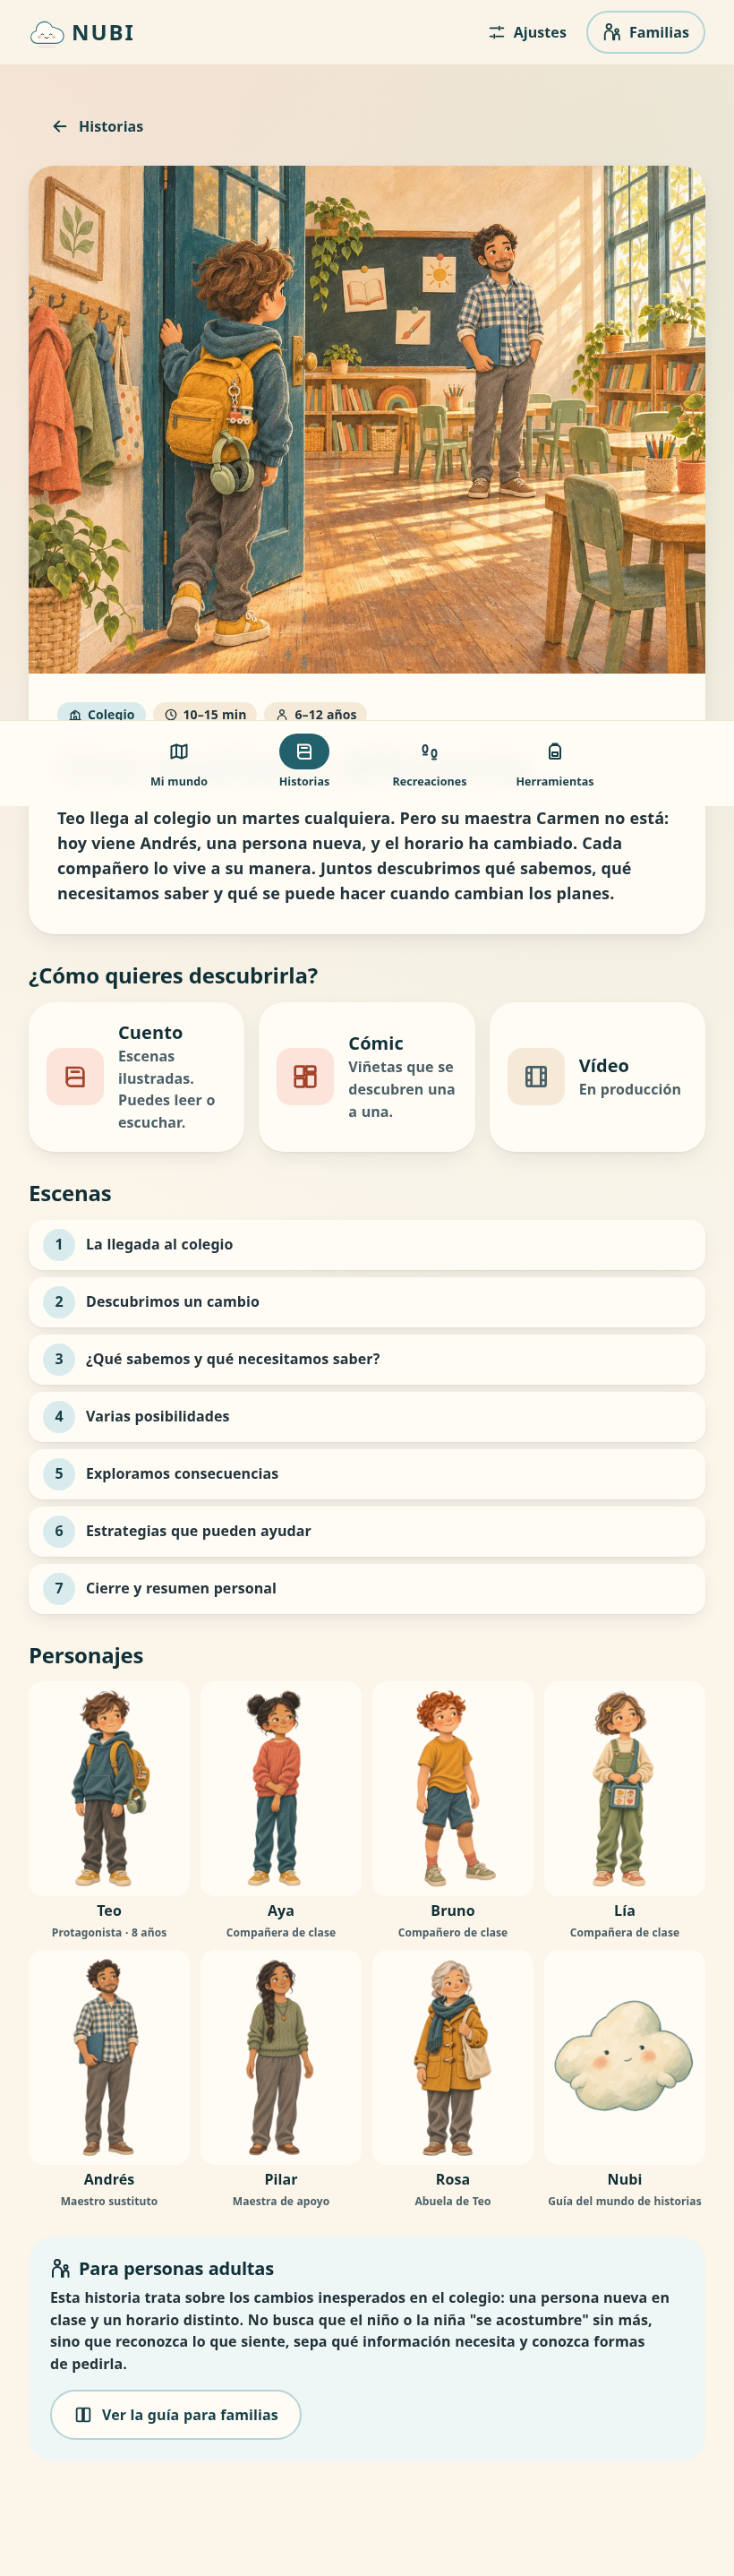 NUBI
Ajustes
Familias
Historias
Colegio
10–15 min
6–12 años
Mi mundo
Historias
Recreaciones
Herramientas
Teo llega al colegio un martes cualquiera. Pero su maestra Carmen no está:
hoy viene Andrés, una persona nueva, y el horario ha cambiado. Cada
compañero lo vive a su manera. Juntos descubrimos qué sabemos, qué
necesitamos saber y qué se puede hacer cuando cambian los planes.
¿Cómo quieres descubrirla?
Cuento
Escenas
ilustradas.
Puedes leer o
escuchar.
Cómic
Viñetas que se
descubren una
a una.
Vídeo
En producción
Escenas
1 La llegada al colegio
2 Descubrimos un cambio
3 ¿Qué sabemos y qué necesitamos saber?
4 Varias posibilidades
5 Exploramos consecuencias
6 Estrategias que pueden ayudar
7 Cierre y resumen personal
Personajes
Teo
Protagonista · 8 años
Aya
Compañera de clase
Bruno
Compañero de clase
Lía
Compañera de clase
Andrés
Maestro sustituto
Pilar
Maestra de apoyo
Rosa
Abuela de Teo
Nubi
Guía del mundo de historias
Para personas adultas
Esta historia trata sobre los cambios inesperados en el colegio: una persona nueva en
clase y un horario distinto. No busca que el niño o la niña "se acostumbre" sin más,
sino que reconozca lo que siente, sepa qué información necesita y conozca formas
de pedirla.
Ver la guía para familias